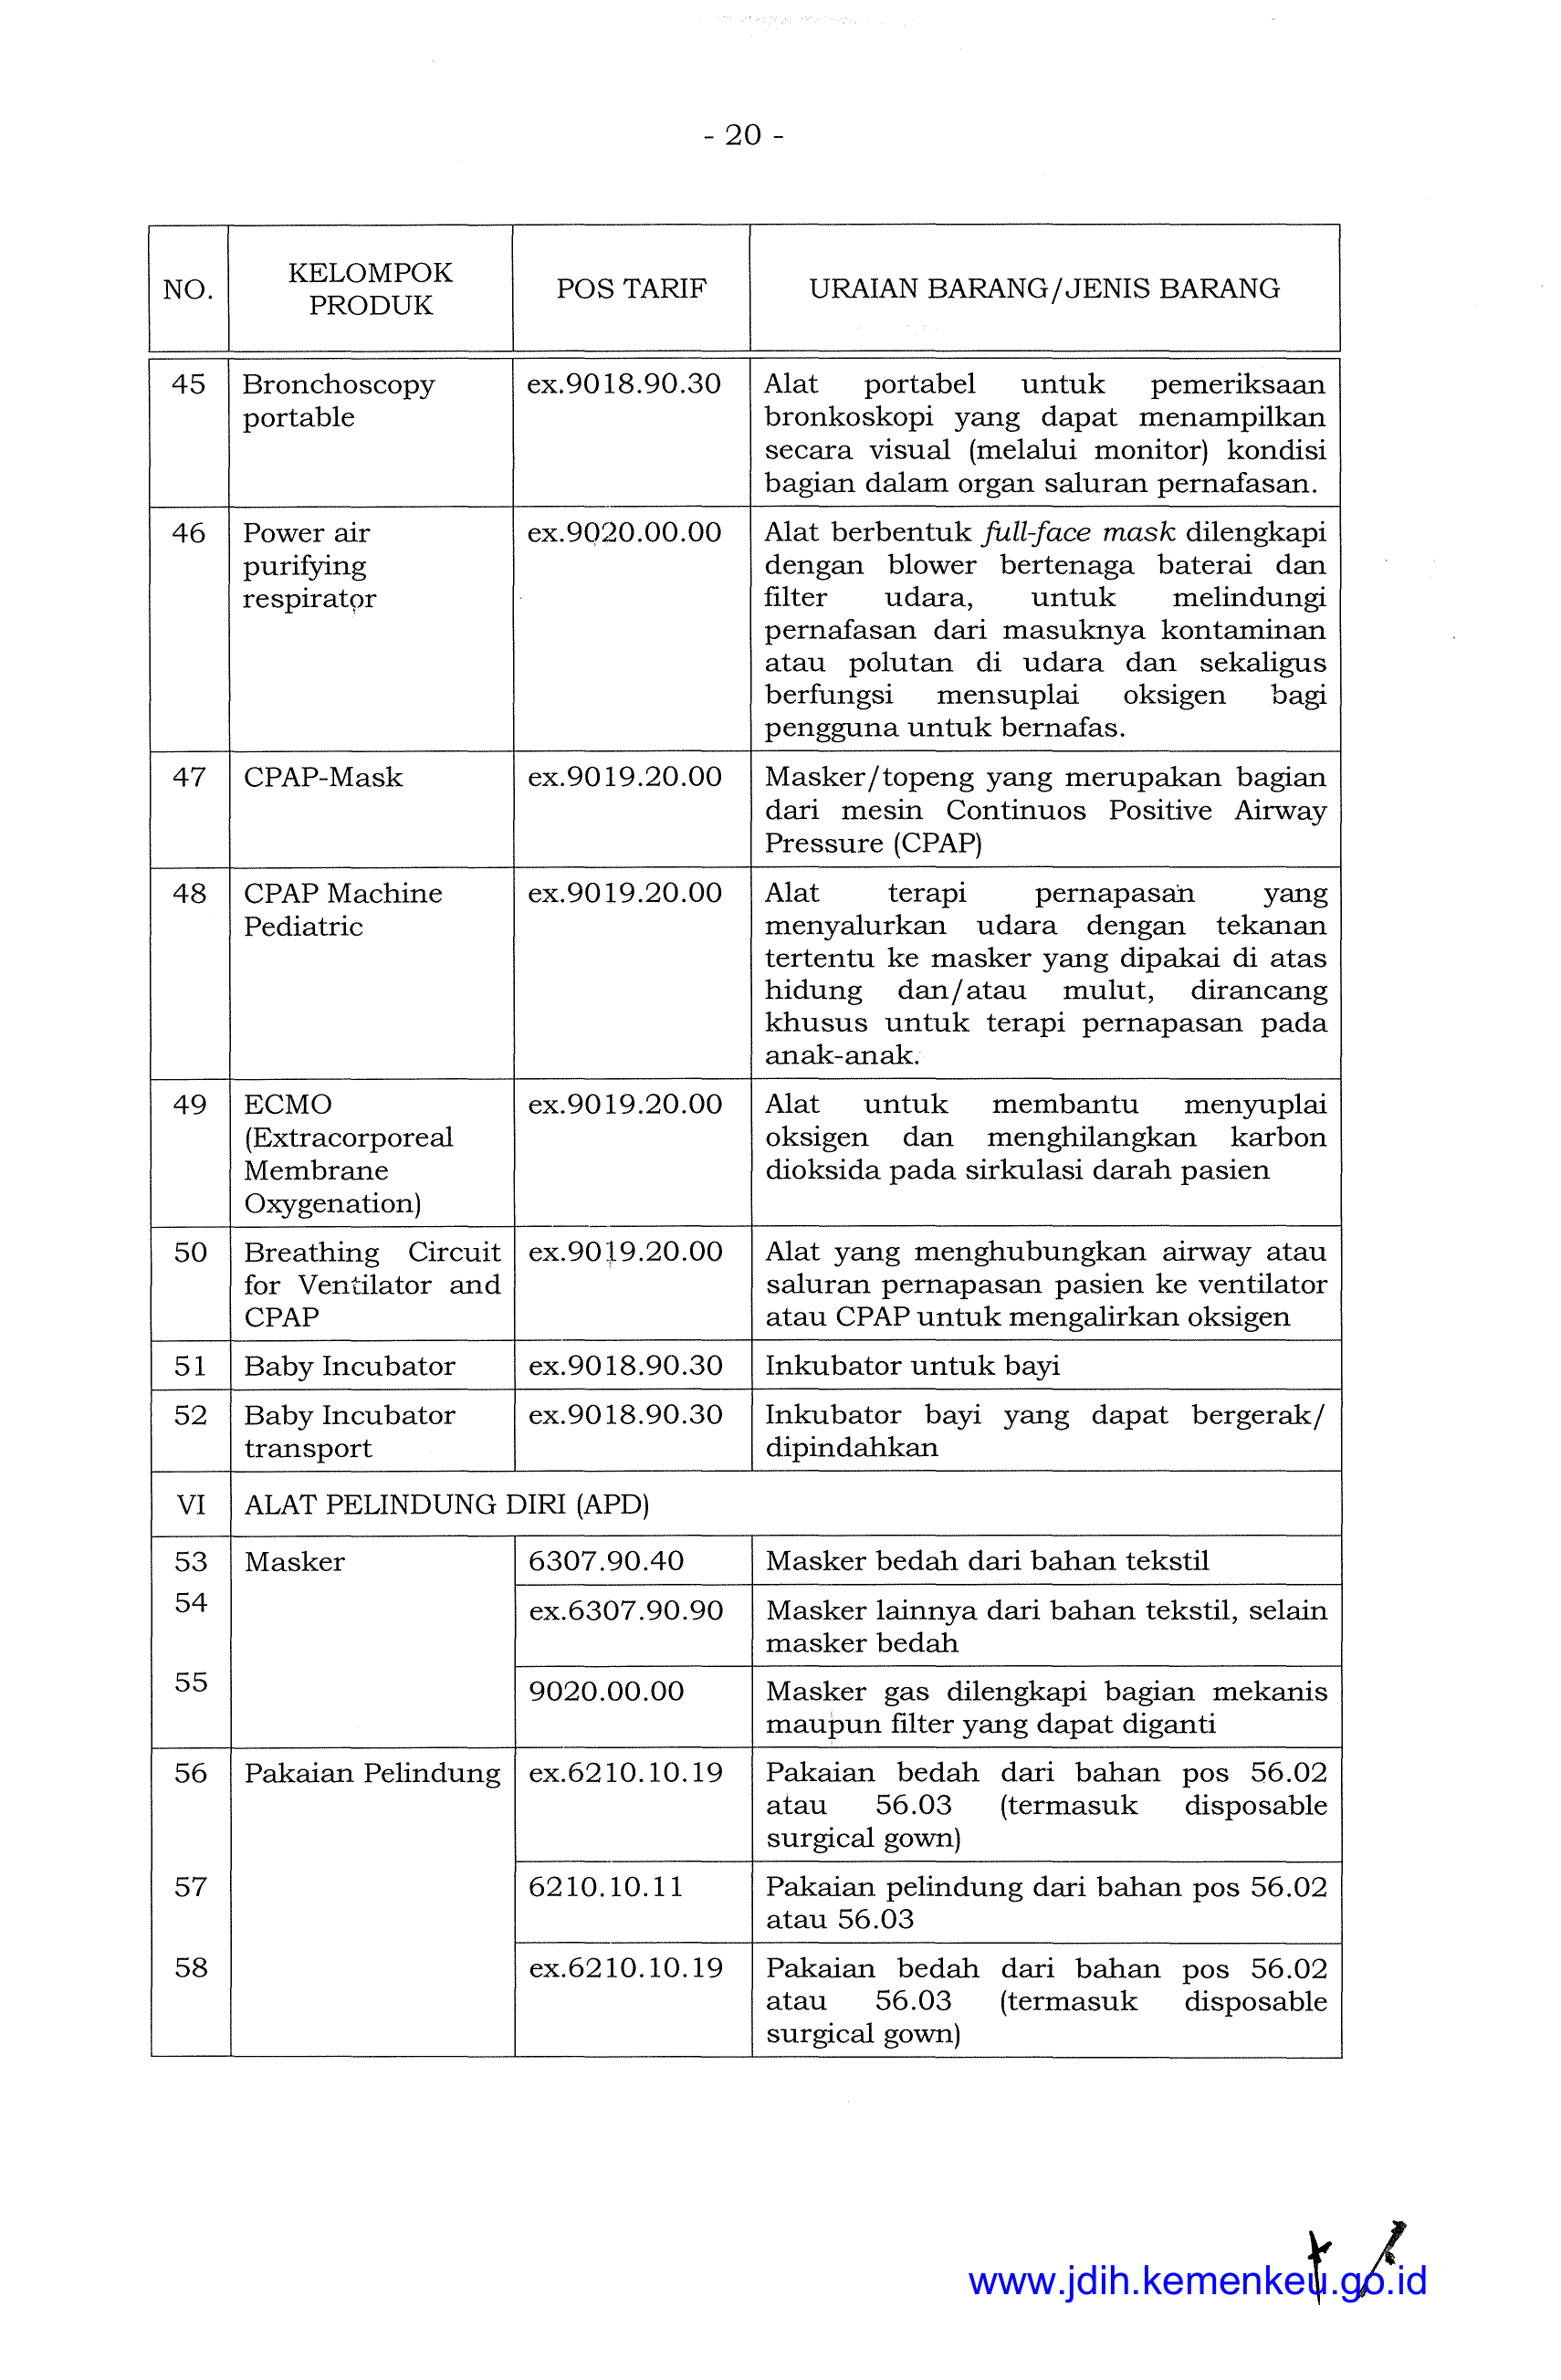 - 20 -
NO.
KELOMPOK
PRODUK
POS TARIF
URAIAN BARANG/JENIS BARANG
45
Bronchoscopy
portable
ex.9018.90.30
Alat portabel untuk pemeriksaan
bronkoskopi yang dapat menampilkan
secara visual (melalui monitor) kondisi
bagian dalam organ saluran pernafasan.
46
Power air
purifying
respirator
ex.9020.00.00
Alat berbentuk full-face mask dilengkapi
dengan blower bertenaga baterai dan
filter udara, untuk melindungi
pernafasan dari masuknya kontaminan
atau polutan di udara dan sekaligus
berfungsi mensuplai oksigen bagi
pengguna untuk bernafas.
47
CPAP-Mask
ex.9019.20.00
Masker/topeng yang merupakan bagian
dari mesin Continuos Positive Airway
Pressure (CPAP)
48
CPAP Machine
Pediatric
ex.9019.20.00
Alat terapi pernapasan yang
menyalurkan udara dengan tekanan
tertentu ke masker yang dipakai di atas
hidung dan/atau mulut, dirancang
khusus untuk terapi pernapasan pada
anak-anak.
49
ECMO
(Extracorporeal
Membrane
Oxygenation)
ex.9019.20.00
Alat untuk membantu menyuplai
oksigen dan menghilangkan karbon
dioksida pada sirkulasi darah pasien
50
Breathing Circuit
for Ventilator and
CPAP
ex.9019.20.00
Alat yang menghubungkan airway atau
saluran pernapasan pasien ke ventilator
atau CPAP untuk mengalirkan oksigen
51
Baby Incubator
ex.9018.90.30
Inkubator untuk bayi
52
Baby Incubator
transport
ex.9018.90.30
Inkubator bayi yang dapat bergerak/
dipindahkan
VI
ALAT PELINDUNG DIRI (APD)
53
Masker
6307.90.40
Masker bedah dari bahan tekstil
54
ex.6307.90.90
Masker lainnya dari bahan tekstil, selain
masker bedah
55
9020.00.00
Masker gas dilengkapi bagian mekanis
maupun filter yang dapat diganti
56
Pakaian Pelindung
ex.6210.10.19
Pakaian bedah dari bahan pos 56.02
atau 56.03 (termasuk disposable
surgical gown)
57
6210.10.11
Pakaian pelindung dari bahan pos 56.02
atau 56.03
58
ex.6210.10.19
Pakaian bedah dari bahan pos 56.02
atau 56.03 (termasuk disposable
surgical gown)
www.jdih.kemenkeu.go.id